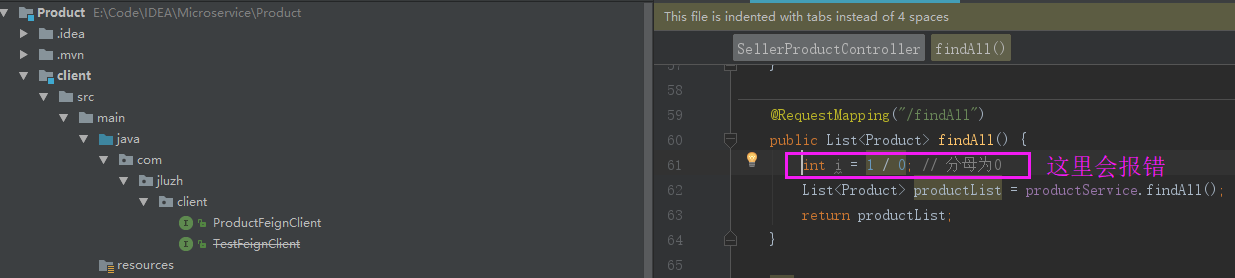 Product E:\Code\IDEA\Microservice\Product
.idea
.mvn
client
src
main
java
com
jluzh
client
ProductFeignClient
TestFeignClient
resources
This file is indented with tabs instead of 4 spaces
SellerProductController findAll()
57 }
58
59 @RequestMapping("/findAll")
60 public List<Product> findAll() {
61 int i = 1 / 0; // 分母为0 这里会报错
62 List<Product> productList = productService.findAll();
63 return productList;
64 }
65